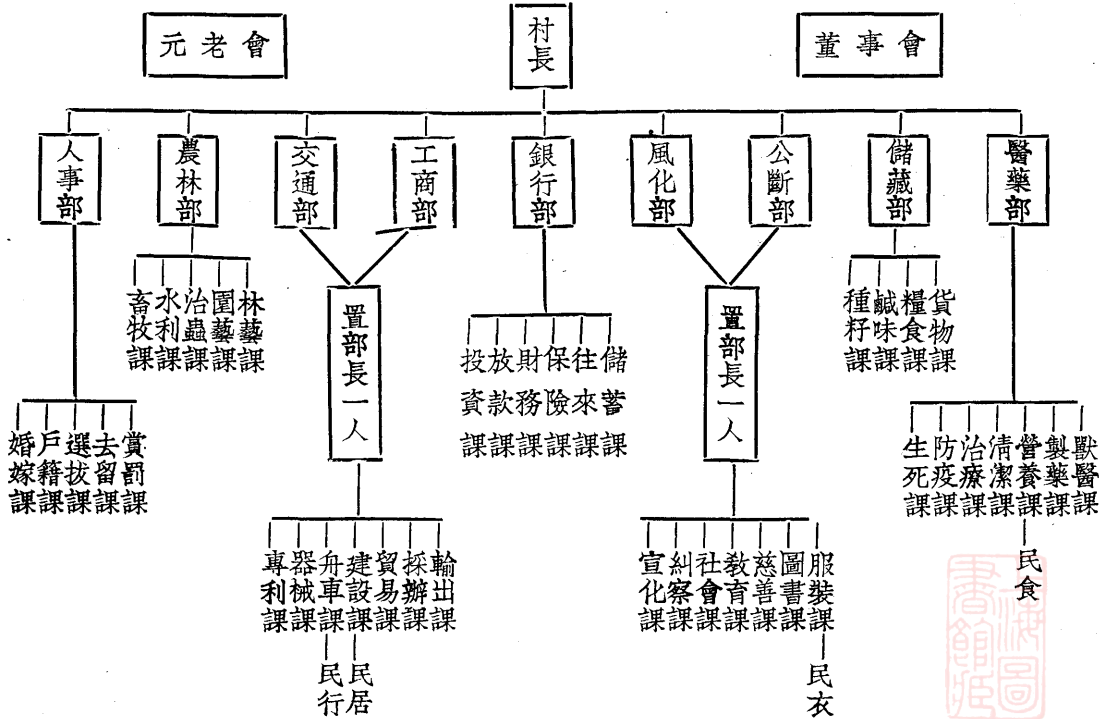 元老會
村長
董事會
人事部
農林部
交通部
工商部
銀行部
風化部
公斷部
儲藏部
醫藥部
畜牧課
水利課
治蟲課
園藝課
林藝課
置部長一人
投資課
放款課
財務課
保險課
往來課
儲蓄課
置部長一人
種籽課
鹹味課
糧食課
貨物課
婚嫁課
戶籍課
選拔課
去留課
賞罰課
生死課
防疫課
治療課
清潔課
營養課
製藥課
獸醫課
民食
專利課
器械課
舟車課
建設課
貿易課
採辦課
輸出課
民行
民居
宣化課
糾察課
社會課
教育課
慈善課
圖書課
服裝課
民衣
上海圖
書館藏